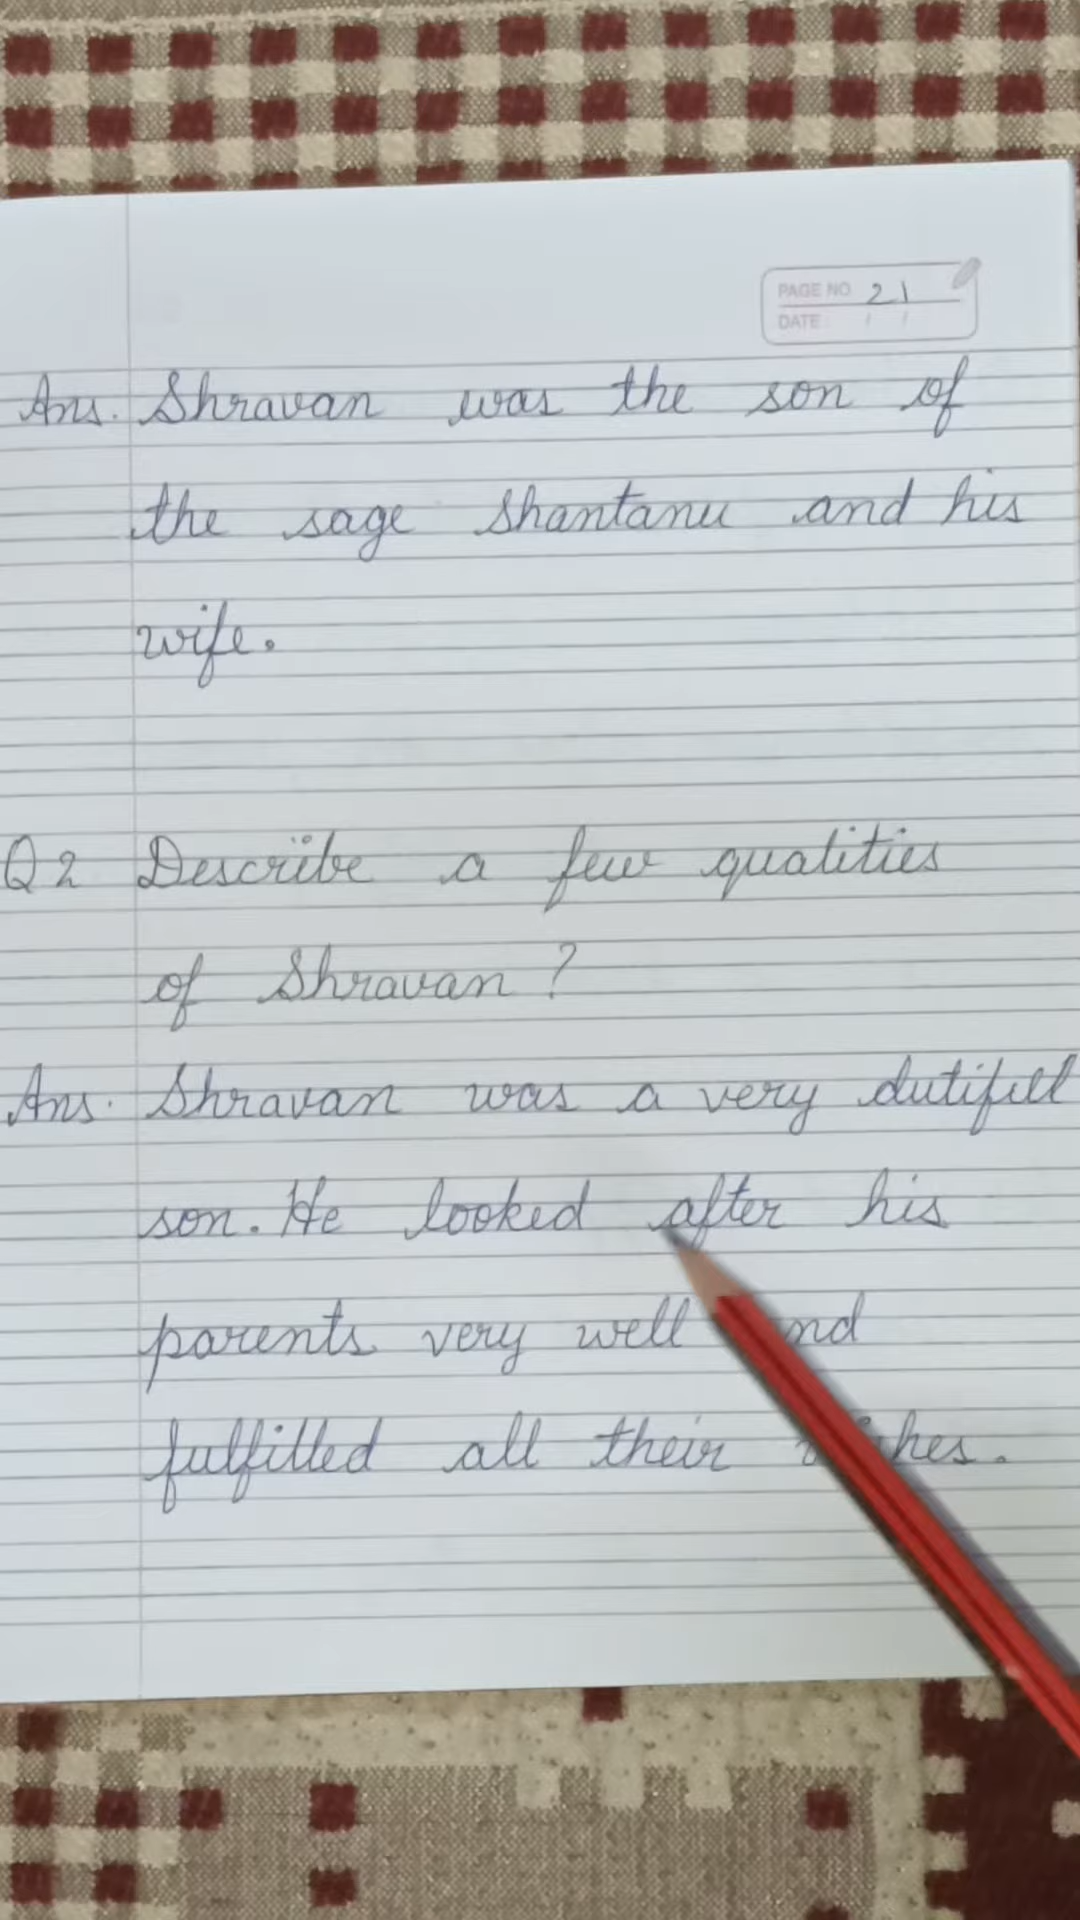 PAGE NO 21
DATE / /
Ans. Shravan was the son of
the sage Shantanu and his
wife.
Q2 Describe a few qualities
of Shravan?
Ans. Shravan was a very dutiful
son. He looked after his
parents very well
fulfilled all their